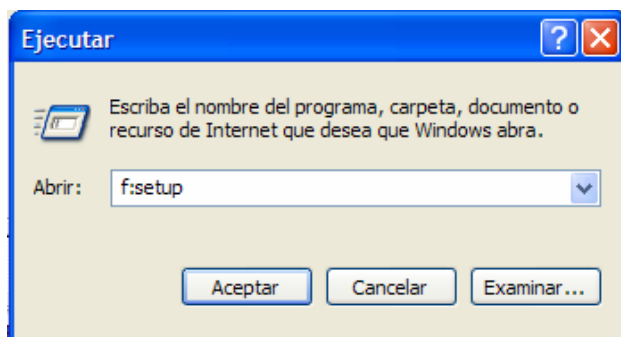 Ejecutar
Escriba el nombre del programa, carpeta, documento o
recurso de Internet que desea que Windows abra.
Abrir: f:setup
Aceptar Cancelar Examinar...